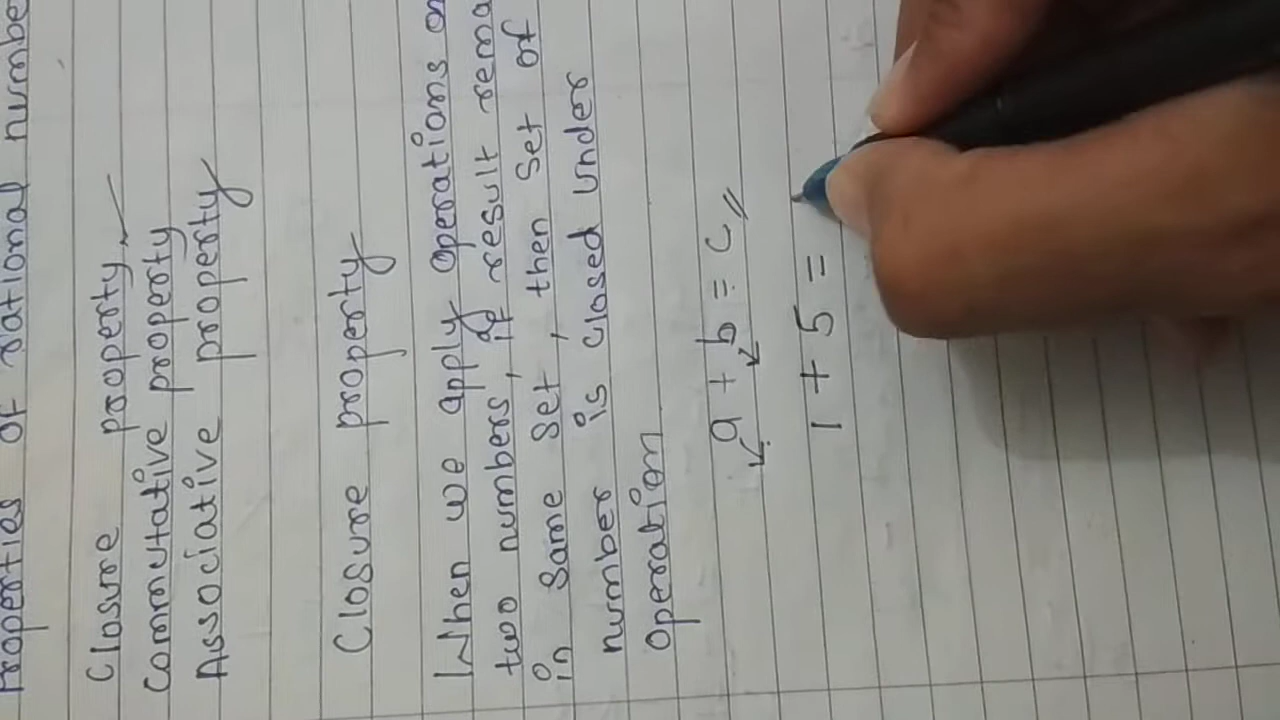 Properties of rational numbe
Closure property
Commutative property
Associative property
Closure property
When we apply operations on
two numbers, if result rema
in same set, then set of
number is closed under
operation
a + b = c
1 + 5 =